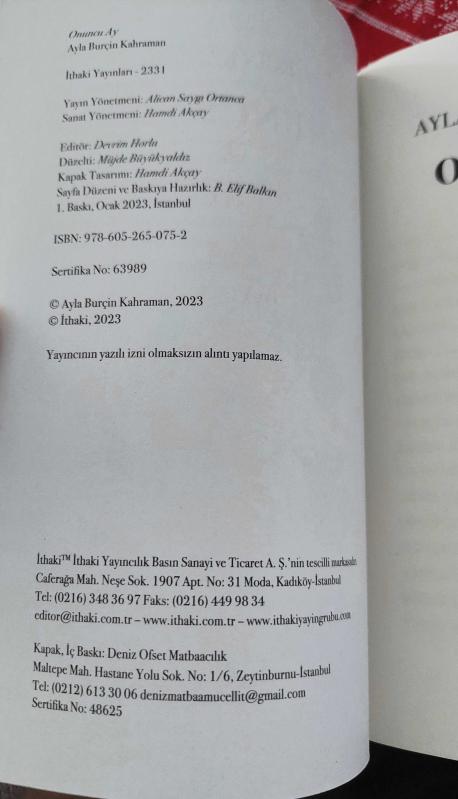 Onuncu Ay
Ayla Burçin Kahraman
İthaki Yayınları - 2331
Yayın Yönetmeni: Alican Saygı Ortanca
Sanat Yönetmeni: Hamdi Akçay
Editör: Devrim Horlu
Düzelti: Müjde Büyükyaldız
Kapak Tasarımı: Hamdi Akçay
Sayfa Düzeni ve Baskıya Hazırlık: B. Elif Balkın
1. Baskı, Ocak 2023, İstanbul
ISBN: 978-605-265-075-2
Sertifika No: 63989
© Ayla Burçin Kahraman, 2023
© İthaki, 2023
Yayıncının yazılı izni olmaksızın alıntı yapılamaz.
İthaki™ İthaki Yayıncılık Basın Sanayi ve Ticaret A. Ş.'nin tescilli markasıdır.
Caferağa Mah. Neşe Sok. 1907 Apt. No: 31 Moda, Kadıköy-İstanbul
Tel: (0216) 348 36 97 Faks: (0216) 449 98 34
editor@ithaki.com.tr – www.ithaki.com.tr – www.ithakiyayingrubu.com
Kapak, İç Baskı: Deniz Ofset Matbaacılık
Maltepe Mah. Hastane Yolu Sok. No: 1/6, Zeytinburnu-İstanbul
Tel: (0212) 613 30 06 denizmatbaamucellit@gmail.com
Sertifika No: 48625
AYLA
O